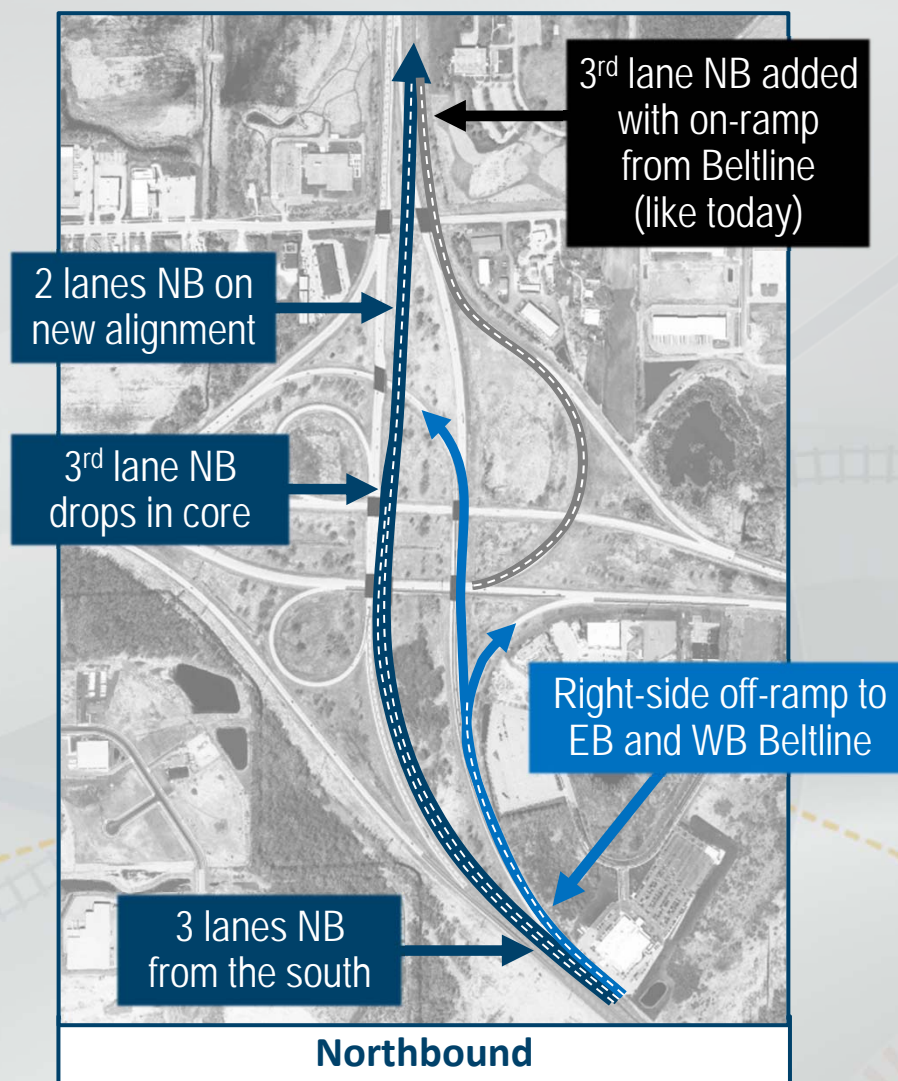 3rd lane NB added
with on-ramp
from Beltline
(like today)
2 lanes NB on
new alignment
3rd lane NB
drops in core
Right-side off-ramp to
EB and WB Beltline
3 lanes NB
from the south
Northbound